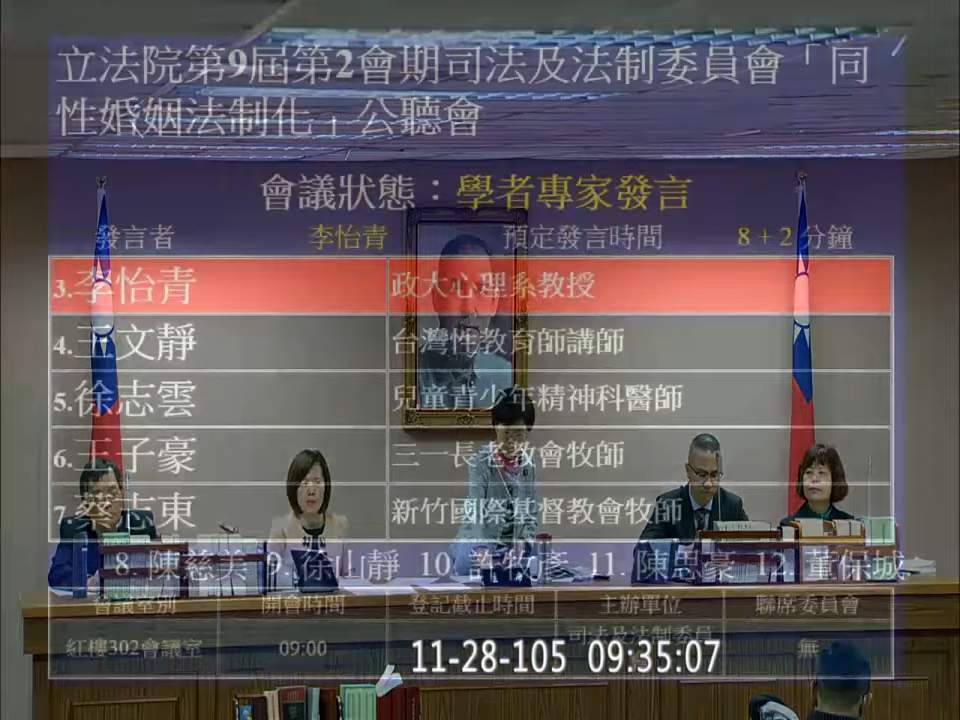 立法院第9屆第2會期司法及法制委員會「同
性婚姻法制化」公聽會
會議狀態：學者專家發言
發言者 李怡青 預定發言時間 8 + 2 分鐘
3.李怡青 政大心理系教授
4.王文靜 台灣性教育師講師
5.徐志雲 兒童青少年精神科醫師
6.王子豪 三一長老教會牧師
7.蔡志東 新竹國際基督教會牧師
8. 陳慈美 9. 徐山靜 10. 許牧彥 11. 陳思豪 12. 董保城
會議室別 開會時間 登記截止時間 主辦單位 聯席委員會
紅樓302會議室 09:00 司法及法制委員 無
11-28-105 09:35:07